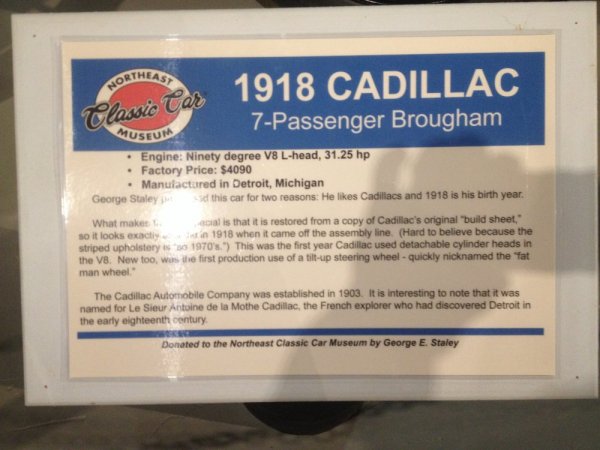 NORTHEAST
Classic Car
MUSEUM
1918 CADILLAC
7-Passenger Brougham
• Engine: Ninety degree V8 L-head, 31.25 hp
• Factory Price: $4090
• Manufactured in Detroit, Michigan
George Staley this car for two reasons: He likes Cadillacs and 1918 is his birth year.
What makes is that it is restored from a copy of Cadillac's original "build sheet,"
so it looks exactly in 1918 when it came off the assembly line. (Hard to believe because the
striped upholstery is "so 1970's.") This was the first year Cadillac used detachable cylinder heads in
the V8. New too, was the first production use of a tilt-up steering wheel - quickly nicknamed the "fat
man wheel."
The Cadillac Automobile Company was established in 1903. It is interesting to note that it was
named for Le Sieur Antoine de la Mothe Cadillac, the French explorer who had discovered Detroit in
the early eighteenth century.
Donated to the Northeast Classic Car Museum by George E. Staley